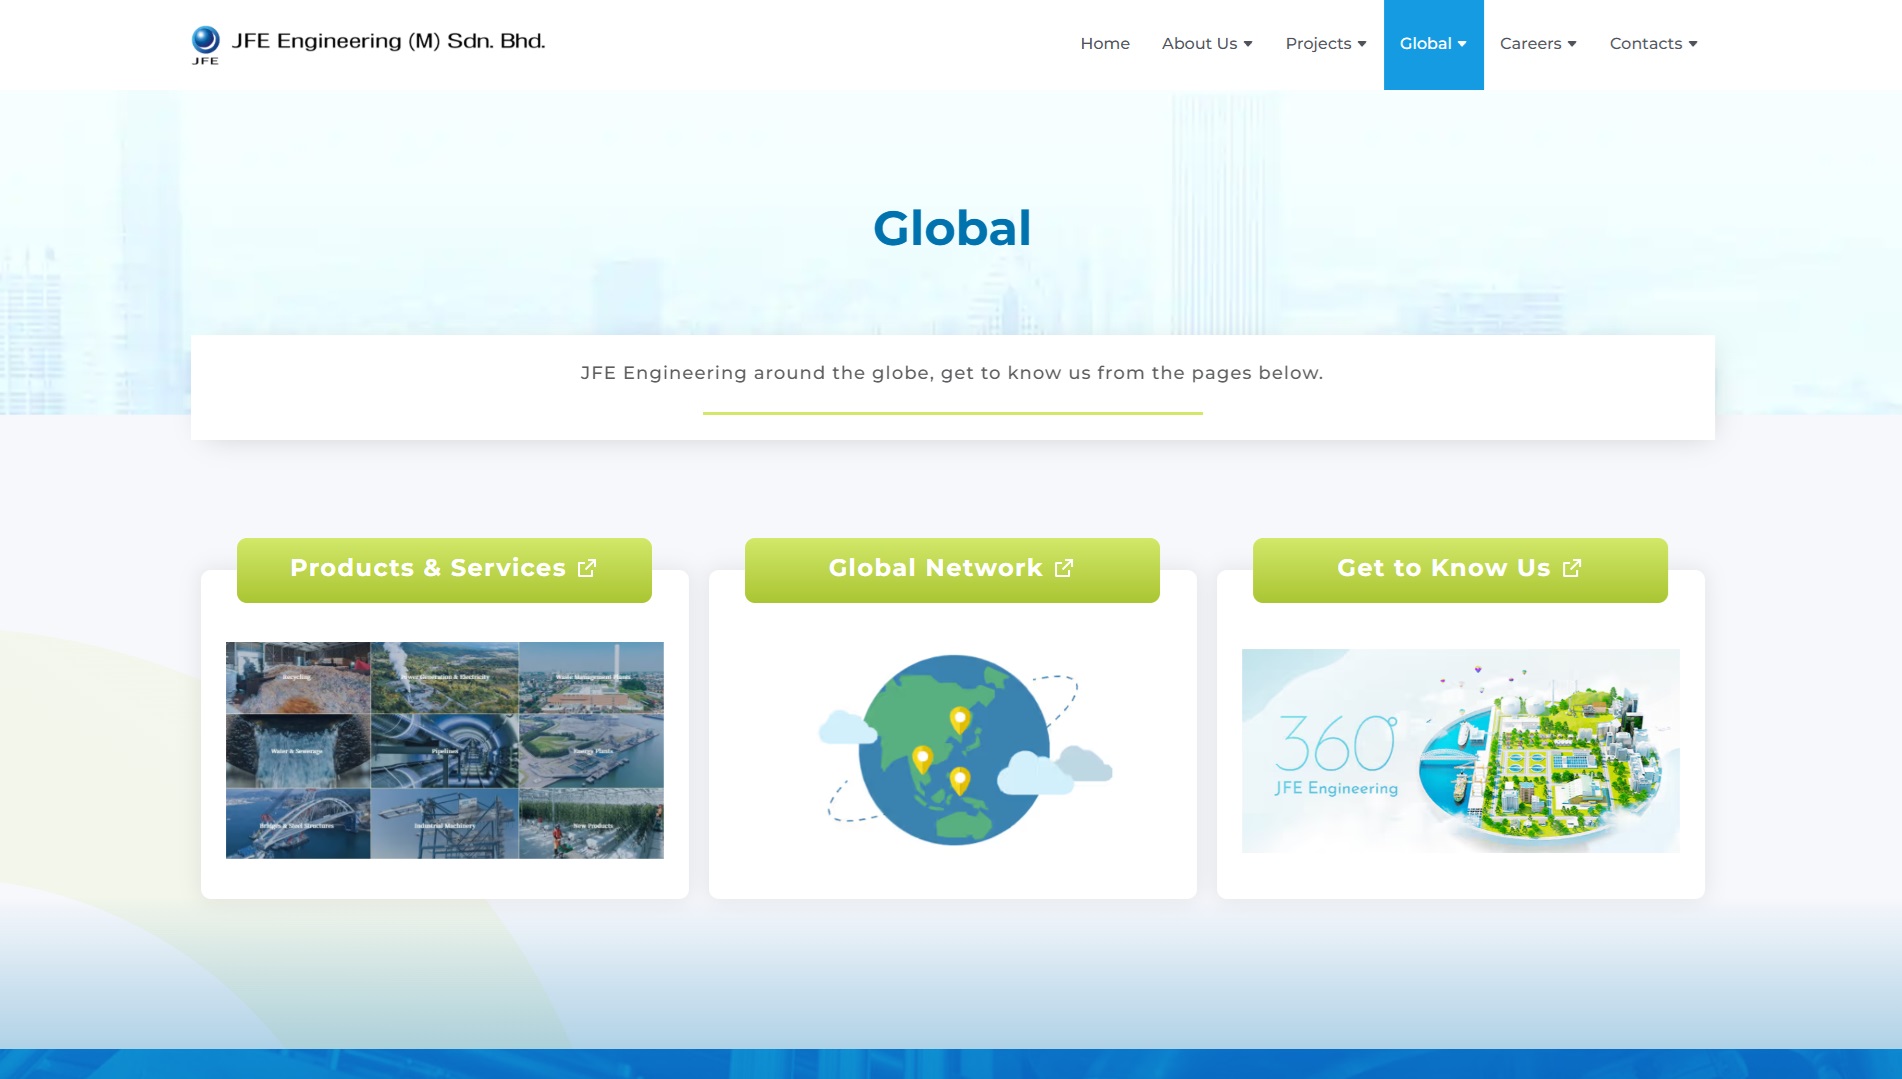 JFE Engineering (M) Sdn. Bhd.
JFE
Home
About Us
Projects
Global
Careers
Contacts
Global
JFE Engineering around the globe, get to know us from the pages below.
Products & Services
Global Network
Get to Know Us
Recycling
Power Generation & Electricity
Waste Management Plants
Water & Sewerage
Pipelines
Energy Plants
Bridges & Steel Structures
Industrial Machinery
New Products
360°
JFE Engineering